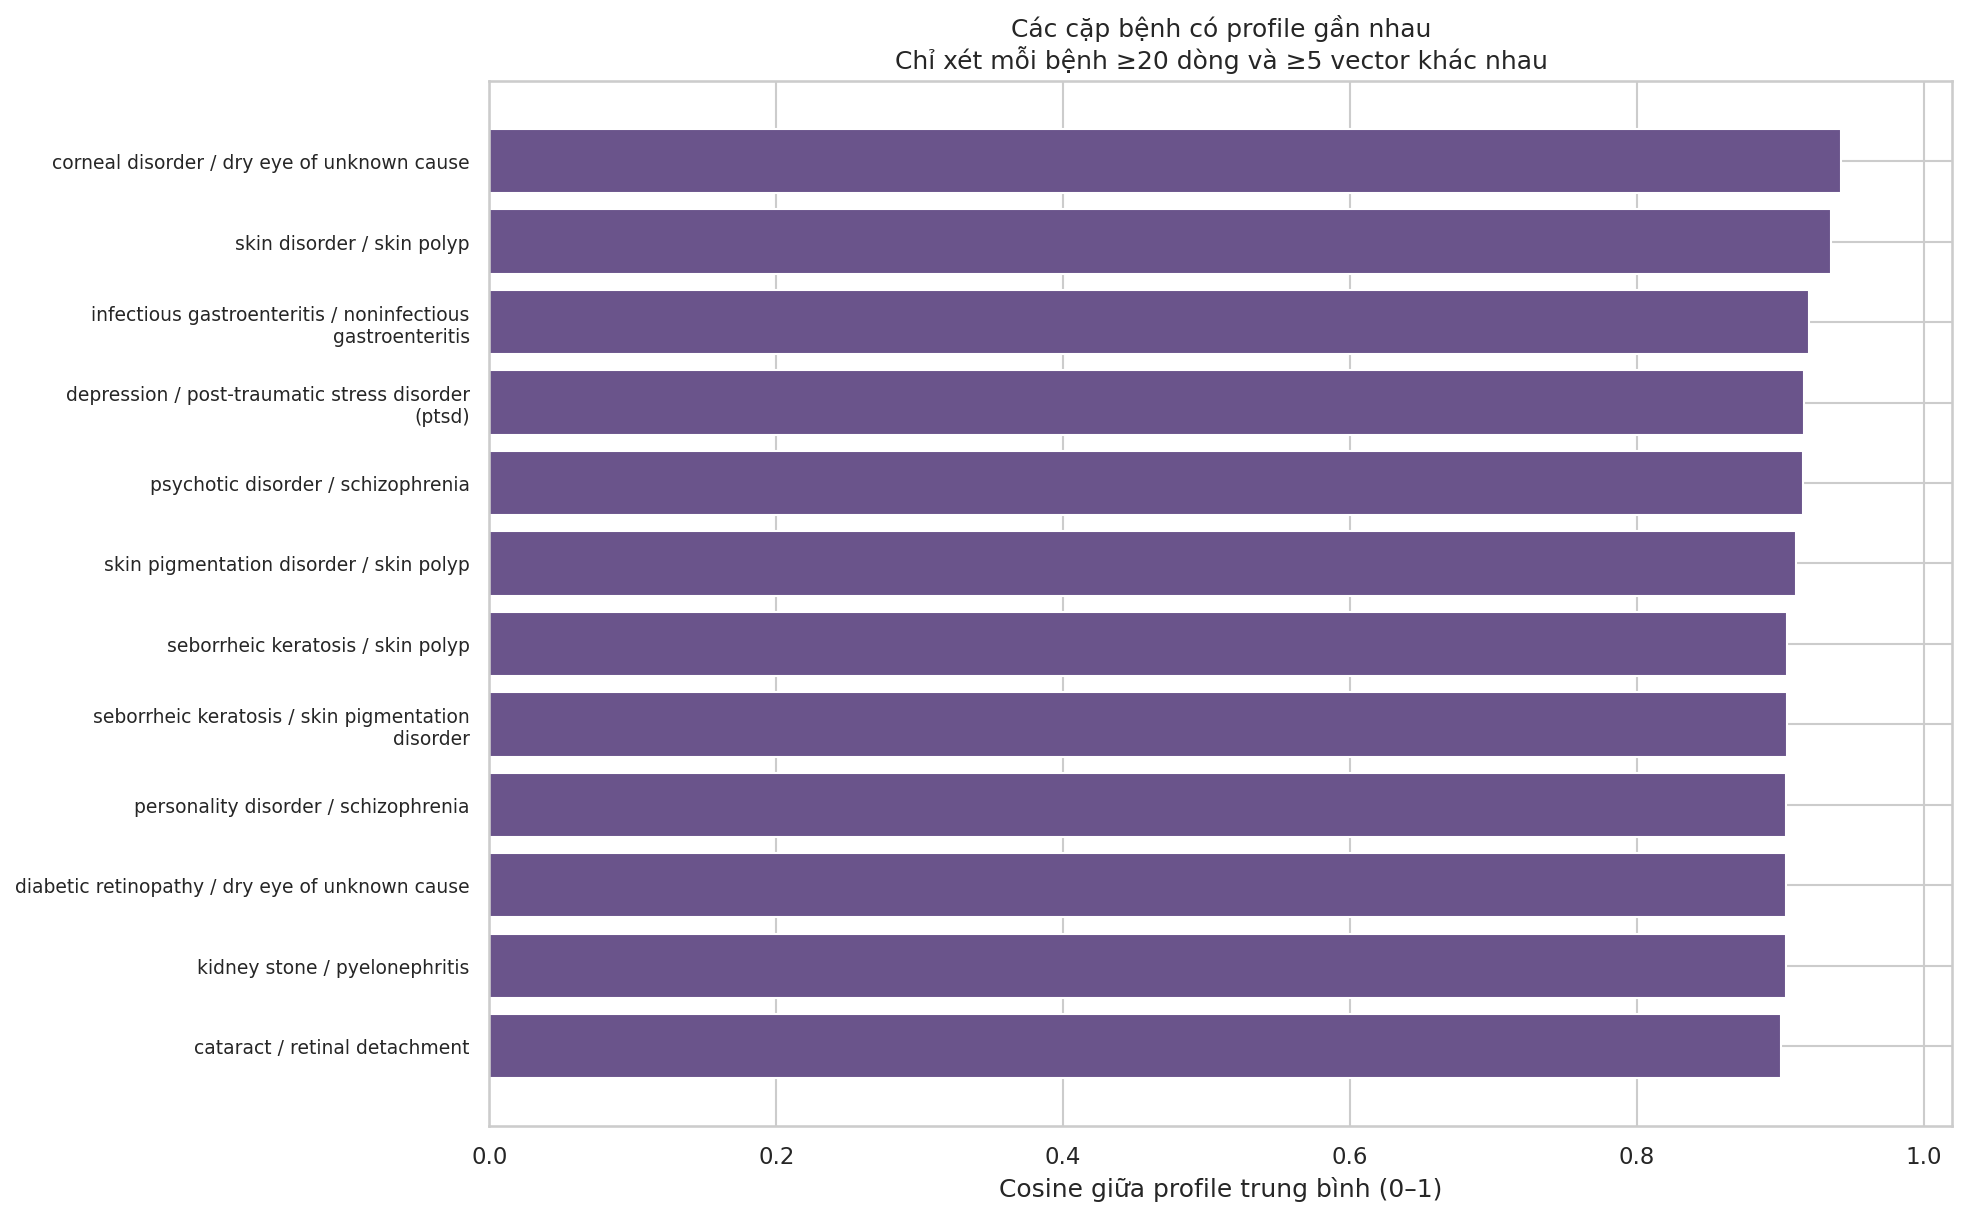 Các cặp bệnh có profile gần nhau
Chỉ xét mỗi bệnh ≥20 dòng và ≥5 vector khác nhau
corneal disorder / dry eye of unknown cause
skin disorder / skin polyp
infectious gastroenteritis / noninfectious
gastroenteritis
depression / post-traumatic stress disorder
(ptsd)
psychotic disorder / schizophrenia
skin pigmentation disorder / skin polyp
seborrheic keratosis / skin polyp
seborrheic keratosis / skin pigmentation
disorder
personality disorder / schizophrenia
diabetic retinopathy / dry eye of unknown cause
kidney stone / pyelonephritis
cataract / retinal detachment
0.0 0.2 0.4 0.6 0.8 1.0
Cosine giữa profile trung bình (0–1)